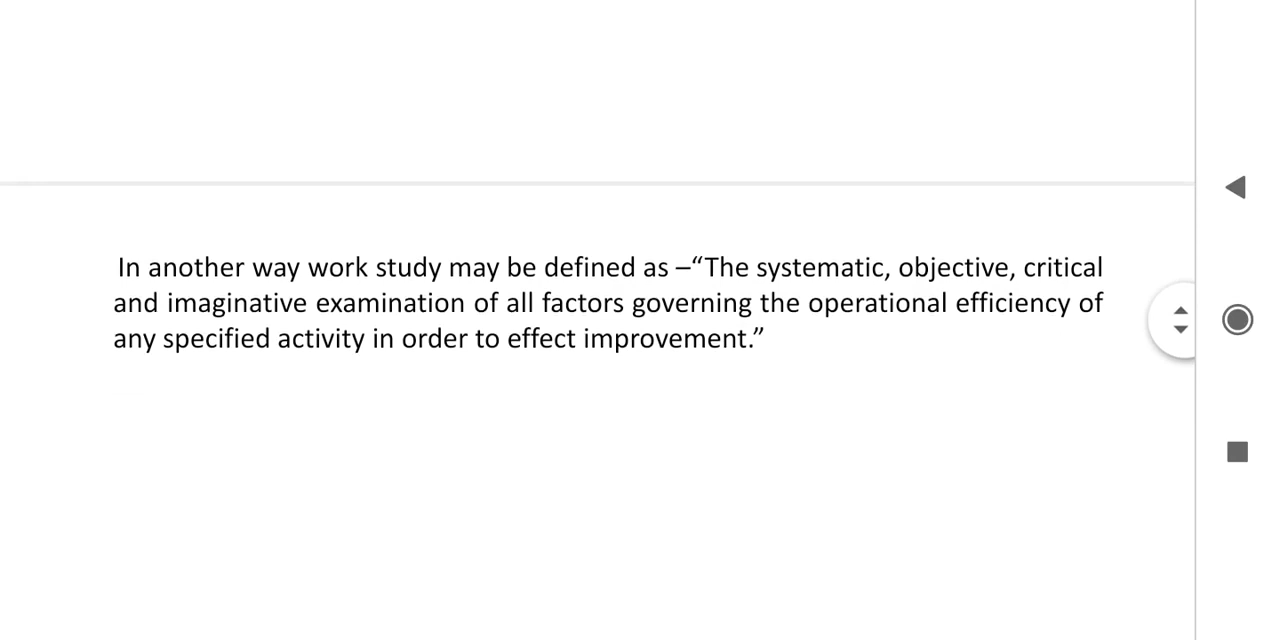 In another way work study may be defined as –“The systematic, objective, critical
and imaginative examination of all factors governing the operational efficiency of
any specified activity in order to effect improvement.”